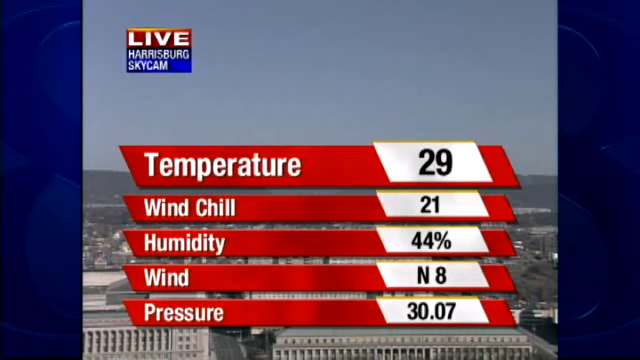 LIVE
HARRISBURG
SKYCAM
Temperature 29
Wind Chill 21
Humidity 44%
Wind N 8
Pressure 30.07